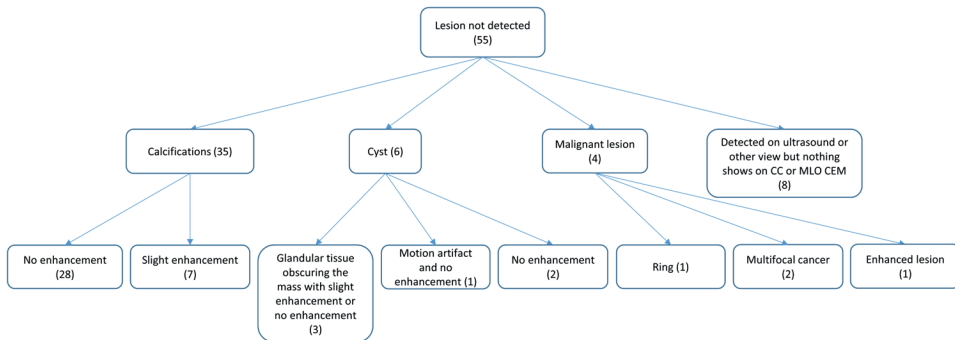 Lesion not detected
(55)
Calcifications (35)
Cyst (6)
Malignant lesion
(4)
Detected on ultrasound or
other view but nothing
shows on CC or MLO CEM
(8)
No enhancement
(28)
Slight enhancement
(7)
Glandular tissue
obscuring the
mass with slight
enhancement or
no enhancement
(3)
Motion artifact
and no
enhancement (1)
No enhancement
(2)
Ring (1)
Multifocal cancer
(2)
Enhanced lesion
(1)